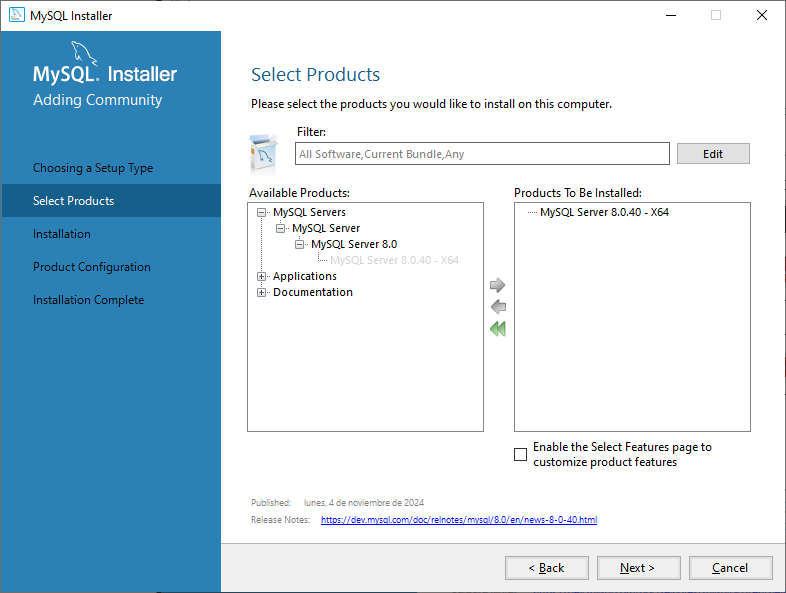 MySQL Installer
MySQL. Installer
Adding Community
Choosing a Setup Type
Select Products
Installation
Product Configuration
Installation Complete
Select Products
Please select the products you would like to install on this computer.
Filter:
All Software,Current Bundle,Any
Edit
Available Products:
MySQL Servers
MySQL Server
MySQL Server 8.0
MySQL Server 8.0.40 - X64
Applications
Documentation
Products To Be Installed:
MySQL Server 8.0.40 - X64
Enable the Select Features page to
customize product features
Published: lunes, 4 de noviembre de 2024
Release Notes: https://dev.mysql.com/doc/relnotes/mysql/8.0/en/news-8-0-40.html
< Back
Next >
Cancel